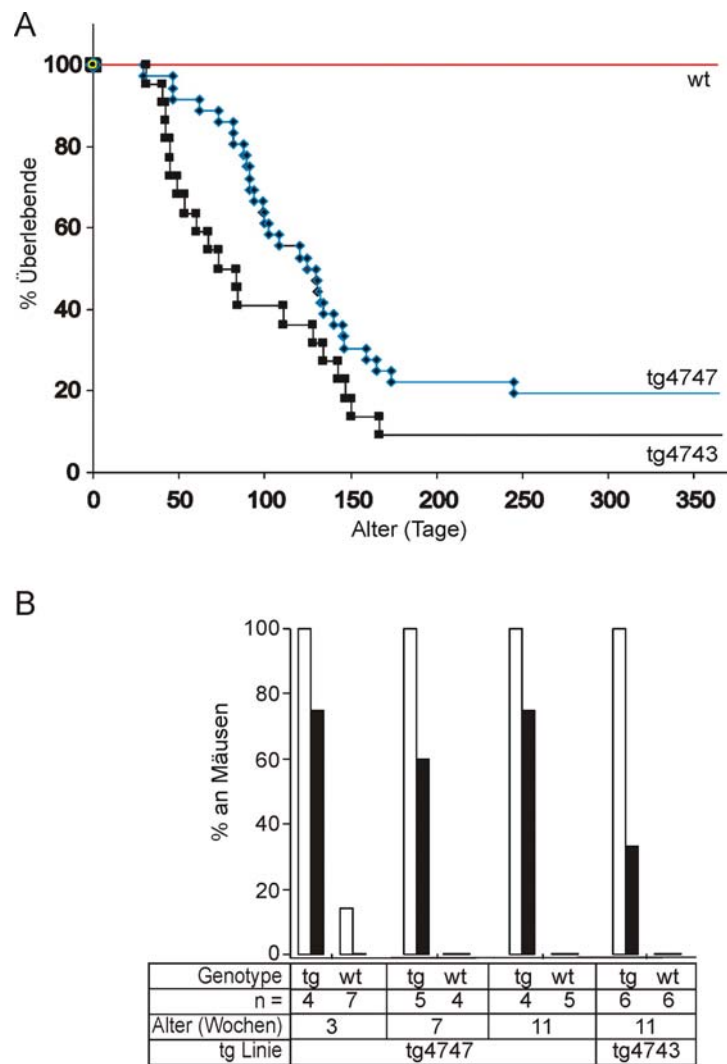 A
100
80
60
40
20
0
% Überlebende
wt
tg4747
tg4743
0 50 100 150 200 250 300 350
Alter (Tage)
B
100
80
60
40
20
0
% an Mäusen
Genotype tg wt tg wt tg wt tg wt
n = 4 7 5 4 4 5 6 6
Alter (Wochen) 3 7 11 11
tg Linie tg4747 tg4743